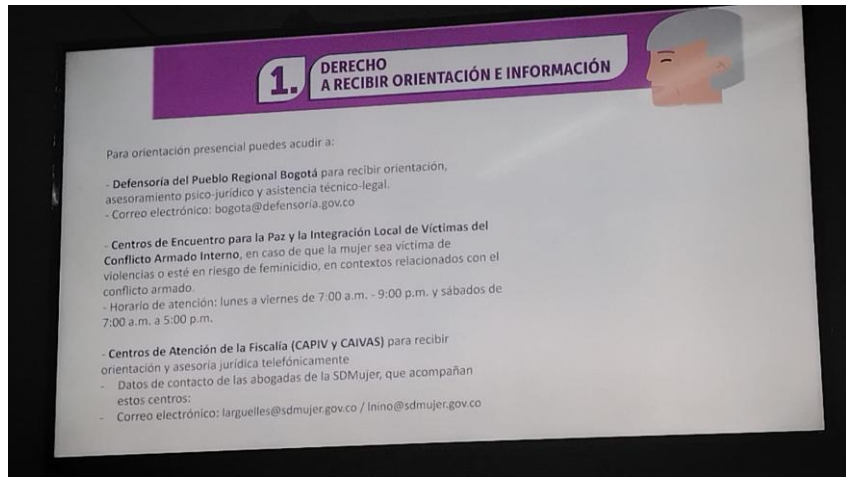 1.
DERECHO
A RECIBIR ORIENTACIÓN E INFORMACIÓN
Para orientación presencial puedes acudir a:
- Defensoría del Pueblo Regional Bogotá para recibir orientación,
asesoramiento psico-jurídico y asistencia técnico-legal.
- Correo electrónico: bogota@defensoria.gov.co
- Centros de Encuentro para la Paz y la Integración Local de Víctimas del
Conflicto Armado Interno, en caso de que la mujer sea víctima de
violencias o esté en riesgo de feminicidio, en contextos relacionados con el
conflicto armado.
- Horario de atención: lunes a viernes de 7:00 a.m. - 9:00 p.m. y sábados de
7:00 a.m. a 5:00 p.m.
- Centros de Atención de la Fiscalía (CAPIV y CAIVAS) para recibir
orientación y asesoría jurídica telefónicamente
- Datos de contacto de las abogadas de la SDMujer, que acompañan
estos centros:
- Correo electrónico: larguelles@sdmujer.gov.co / lnino@sdmujer.gov.co